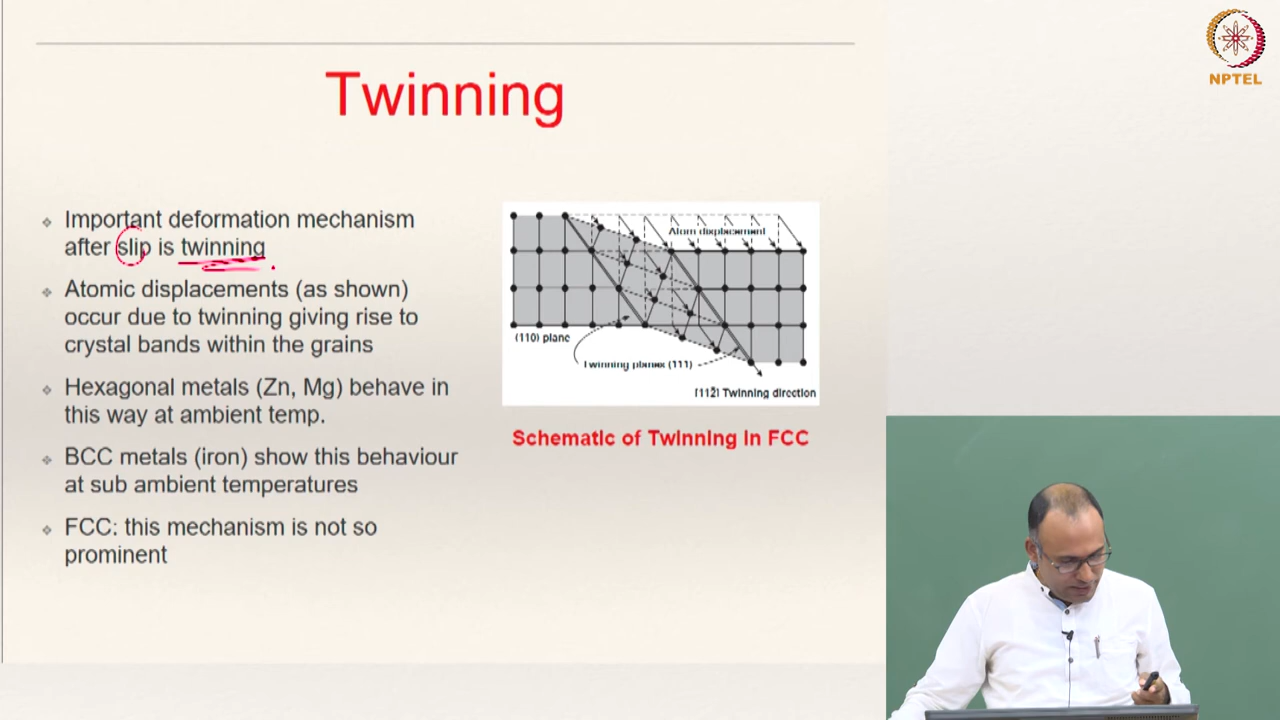 NPTEL
Twinning
Important deformation mechanism
after slip is twinning
Atomic displacements (as shown)
occur due to twinning giving rise to
crystal bands within the grains
Hexagonal metals (Zn, Mg) behave in
this way at ambient temp.
BCC metals (iron) show this behaviour
at sub ambient temperatures
FCC: this mechanism is not so
prominent
Atom displacement
(110) plane
Twinning planes (111)
[112̄] Twinning direction
Schematic of Twinning in FCC